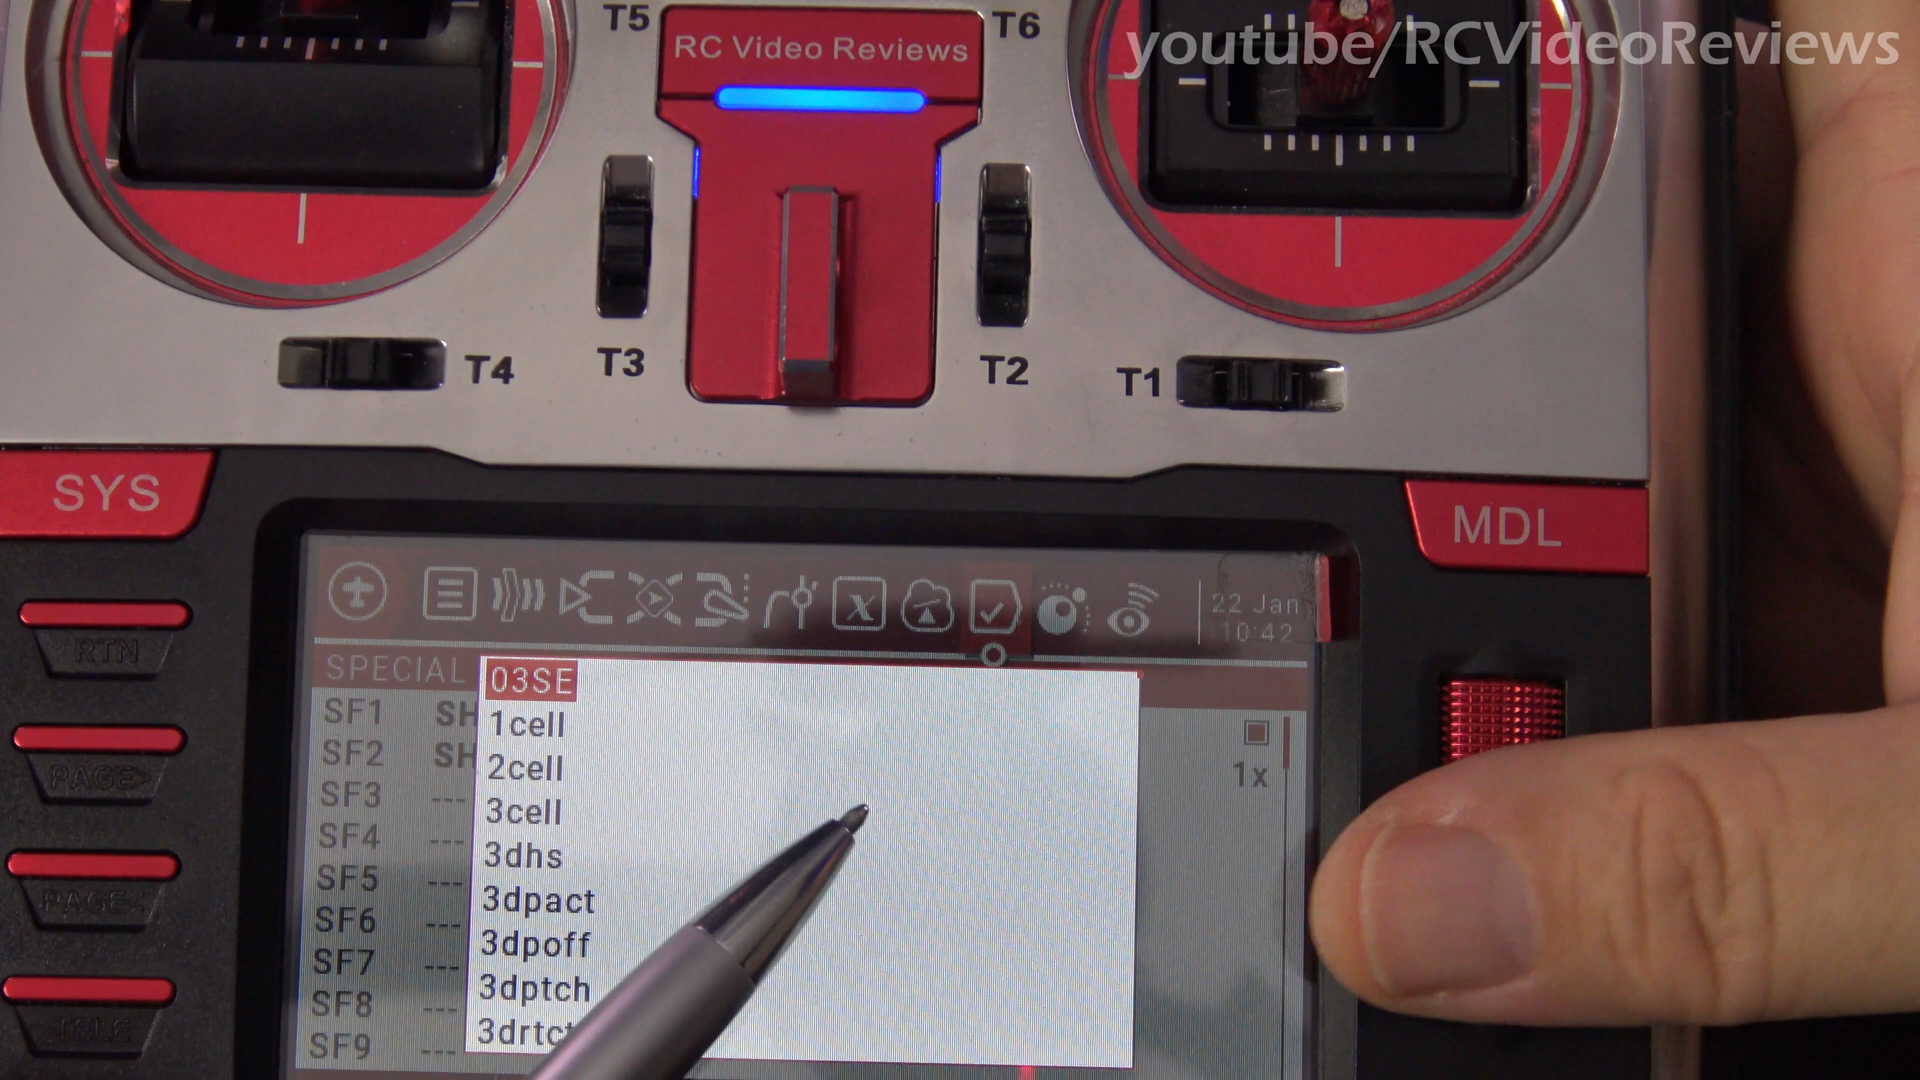 youtube/RCVideoReviews
T5
T6
RC Video Reviews
T4
T3
T2
T1
SYS
MDL
RTN
PAGE>
PAGE<
TELE
22 Jan
10:42
SPECIAL
SF1 SH
SF2 SH
SF3 ---
SF4 ---
SF5 ---
SF6 ---
SF7 ---
SF8 ---
SF9 ---
1x
03SE
1cell
2cell
3cell
3dhs
3dpact
3dpoff
3dptch